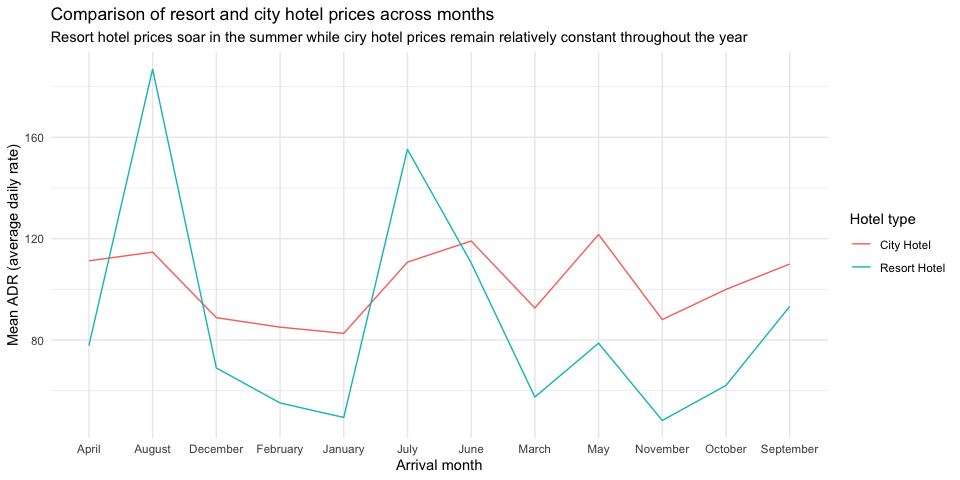 Comparison of resort and city hotel prices across months
Resort hotel prices soar in the summer while ciry hotel prices remain relatively constant throughout the year
Mean ADR (average daily rate)
160
120
80
April August December February January July June March May November October September
Arrival month
Hotel type
City Hotel
Resort Hotel